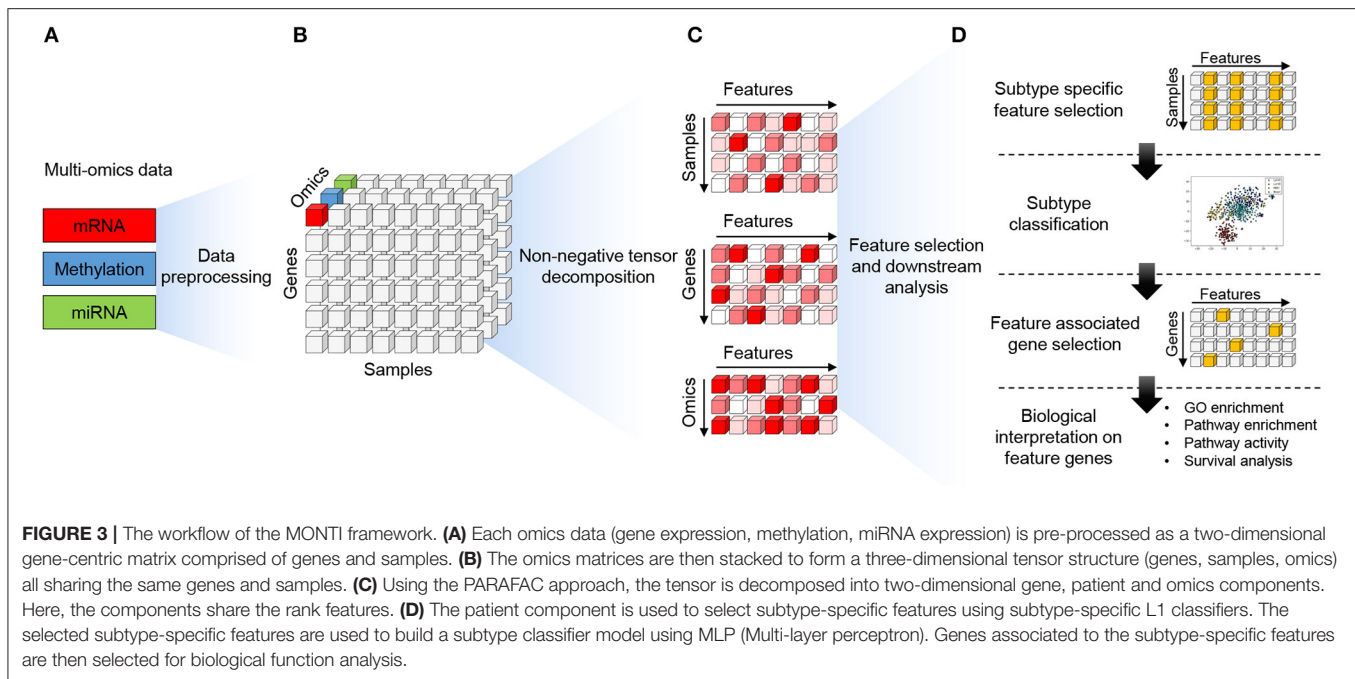 A
B
C
D
Multi-omics data
mRNA
Methylation
miRNA
Data
preprocessing
Omics
Genes
Samples
Non-negative tensor
decomposition
Features
Samples
Features
Genes
Features
Omics
Feature selection
and downstream
analysis
Subtype specific
feature selection
Features
Samples
Subtype
classification
Feature associated
gene selection
Features
Genes
Biological
interpretation on
feature genes
• GO enrichment
• Pathway enrichment
• Pathway activity
• Survival analysis
FIGURE 3 | The workflow of the MONTI framework. (A) Each omics data (gene expression, methylation, miRNA expression) is pre-processed as a two-dimensional
gene-centric matrix comprised of genes and samples. (B) The omics matrices are then stacked to form a three-dimensional tensor structure (genes, samples, omics)
all sharing the same genes and samples. (C) Using the PARAFAC approach, the tensor is decomposed into two-dimensional gene, patient and omics components.
Here, the components share the rank features. (D) The patient component is used to select subtype-specific features using subtype-specific L1 classifiers. The
selected subtype-specific features are used to build a subtype classifier model using MLP (Multi-layer perceptron). Genes associated to the subtype-specific features
are then selected for biological function analysis.